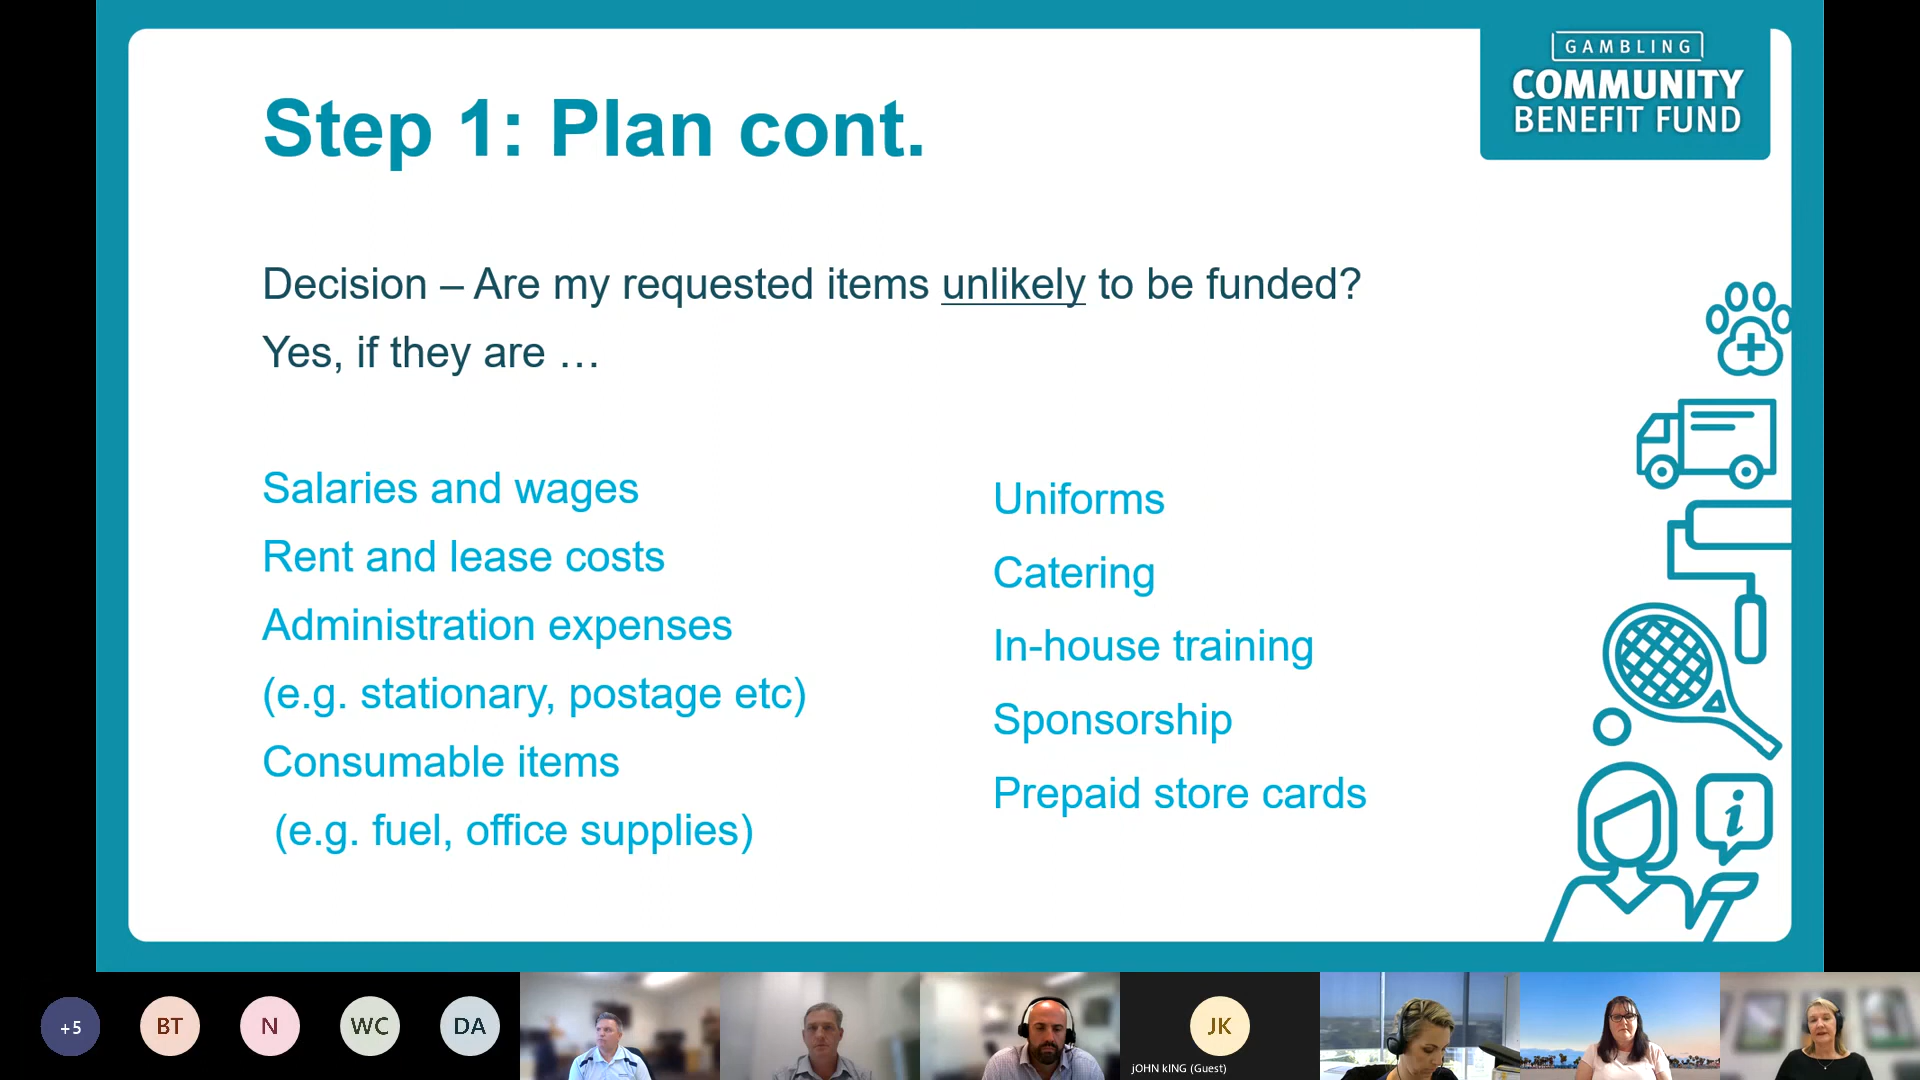 GAMBLING
COMMUNITY
BENEFIT FUND
Step 1: Plan cont.
Decision – Are my requested items unlikely to be funded?
Yes, if they are …
Salaries and wages
Rent and lease costs
Administration expenses
(e.g. stationary, postage etc)
Consumable items
(e.g. fuel, office supplies)
Uniforms
Catering
In-house training
Sponsorship
Prepaid store cards
i
+5
BT
N
WC
DA
JK
jOHN kING (Guest)